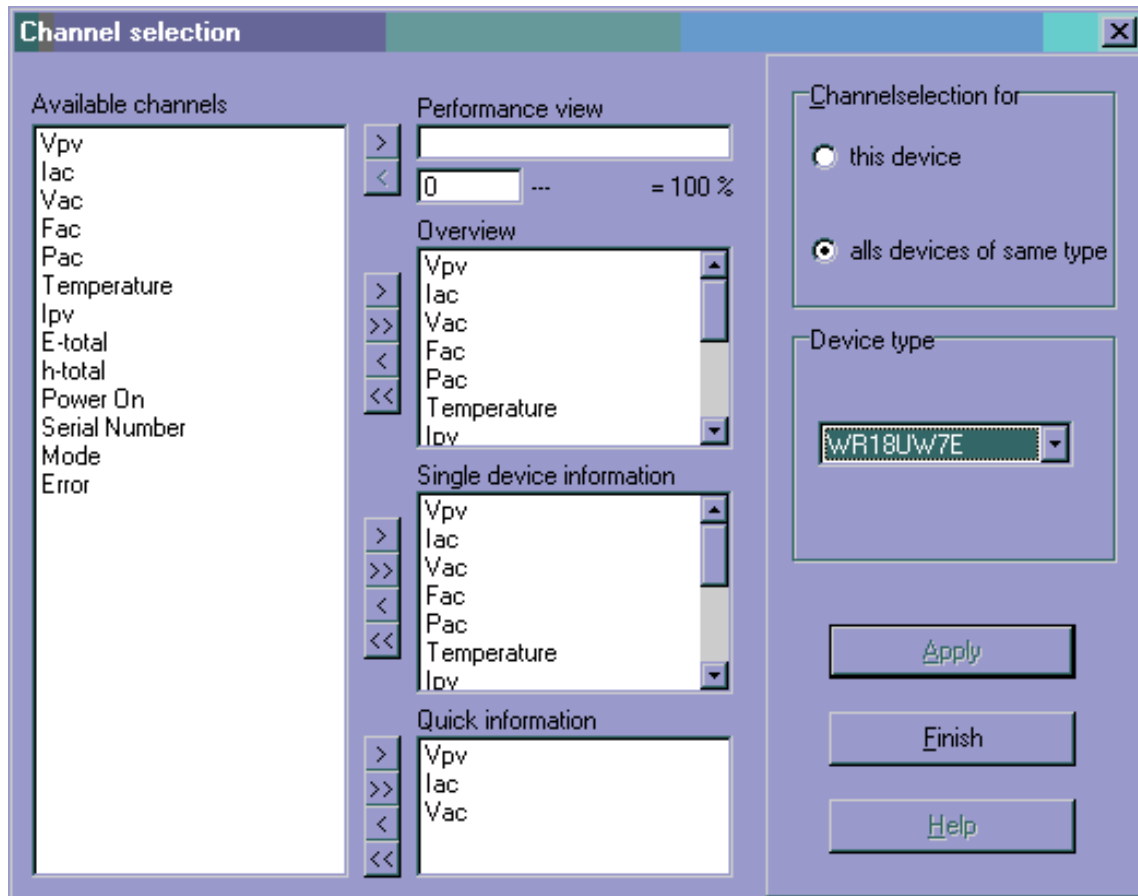 Channel selection
Available channels
Vpv
Iac
Vac
Fac
Pac
Temperature
Ipv
E-total
h-total
Power On
Serial Number
Mode
Error
>
<
>
>>
<
<<
>
>>
<
<<
>
>>
<
<<
Performance view
0 --- = 100 %
Overview
Vpv
Iac
Vac
Fac
Pac
Temperature
Ipv
Single device information
Vpv
Iac
Vac
Fac
Pac
Temperature
Ipv
Quick information
Vpv
Iac
Vac
Channelselection for
this device
alls devices of same type
Device type
WR18UW7E
Apply
Finish
Help